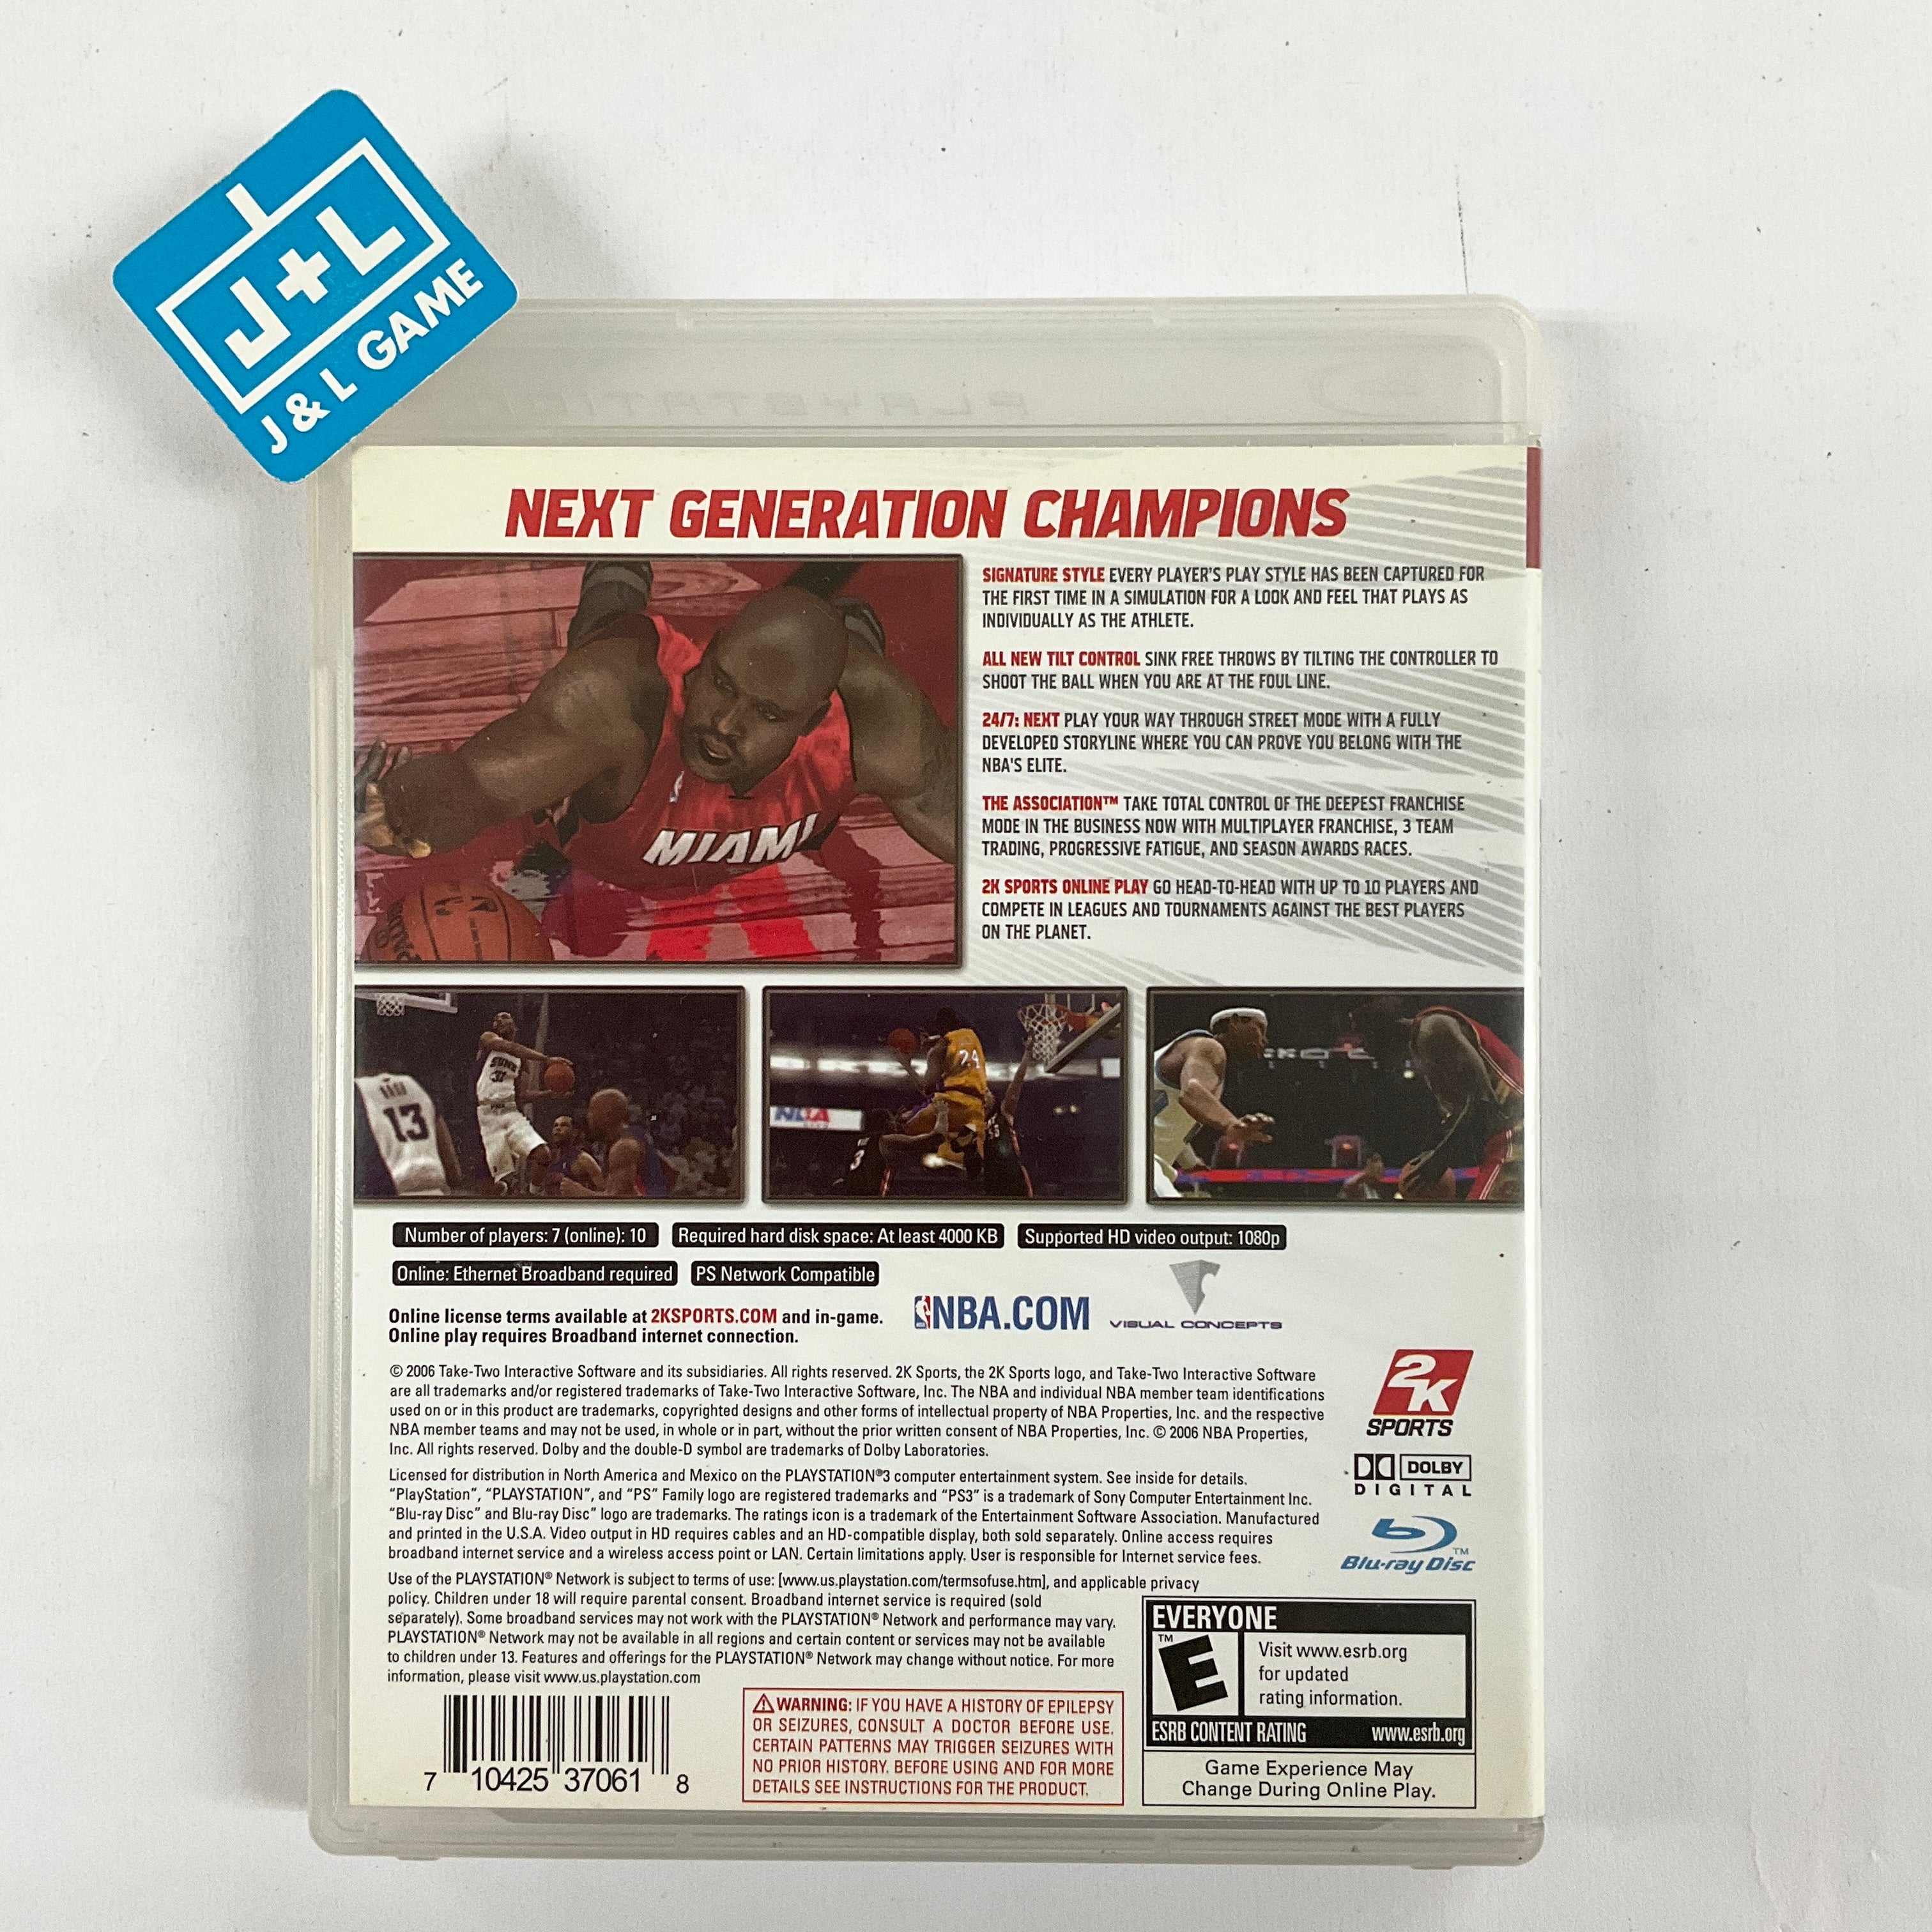 J+L
J & L GAME
PLAYSTATION
NEXT GENERATION CHAMPIONS
SIGNATURE STYLE EVERY PLAYER'S PLAY STYLE HAS BEEN CAPTURED FOR
THE FIRST TIME IN A SIMULATION FOR A LOOK AND FEEL THAT PLAYS AS
INDIVIDUALLY AS THE ATHLETE.
ALL NEW TILT CONTROL SINK FREE THROWS BY TILTING THE CONTROLLER TO
SHOOT THE BALL WHEN YOU ARE AT THE FOUL LINE.
24/7: NEXT PLAY YOUR WAY THROUGH STREET MODE WITH A FULLY
DEVELOPED STORYLINE WHERE YOU CAN PROVE YOU BELONG WITH THE
NBA'S ELITE.
THE ASSOCIATION™ TAKE TOTAL CONTROL OF THE DEEPEST FRANCHISE
MODE IN THE BUSINESS NOW WITH MULTIPLAYER FRANCHISE, 3 TEAM
TRADING, PROGRESSIVE FATIGUE, AND SEASON AWARDS RACES.
2K SPORTS ONLINE PLAY GO HEAD-TO-HEAD WITH UP TO 10 PLAYERS AND
COMPETE IN LEAGUES AND TOURNAMENTS AGAINST THE BEST PLAYERS
ON THE PLANET.
MIAMI
SUNS
31
13
24
NBA
3
Number of players: 7 (online): 10
Required hard disk space: At least 4000 KB
Supported HD video output: 1080p
Online: Ethernet Broadband required
PS Network Compatible
Online license terms available at 2KSPORTS.COM and in-game.
Online play requires Broadband internet connection.
NBA.COM
VISUAL CONCEPTS
© 2006 Take-Two Interactive Software and its subsidiaries. All rights reserved. 2K Sports, the 2K Sports logo, and Take-Two Interactive Software
are all trademarks and/or registered trademarks of Take-Two Interactive Software, Inc. The NBA and individual NBA member team identifications
used on or in this product are trademarks, copyrighted designs and other forms of intellectual property of NBA Properties, Inc. and the respective
NBA member teams and may not be used, in whole or in part, without the prior written consent of NBA Properties, Inc. © 2006 NBA Properties,
Inc. All rights reserved. Dolby and the double-D symbol are trademarks of Dolby Laboratories.
Licensed for distribution in North America and Mexico on the PLAYSTATION®3 computer entertainment system. See inside for details.
"PlayStation", "PLAYSTATION", and "PS" Family logo are registered trademarks and "PS3" is a trademark of Sony Computer Entertainment Inc.
"Blu-ray Disc" and Blu-ray Disc" logo are trademarks. The ratings icon is a trademark of the Entertainment Software Association. Manufactured
and printed in the U.S.A. Video output in HD requires cables and an HD-compatible display, both sold separately. Online access requires
broadband internet service and a wireless access point or LAN. Certain limitations apply. User is responsible for Internet service fees.
Use of the PLAYSTATION® Network is subject to terms of use: [www.us.playstation.com/termsofuse.htm], and applicable privacy
policy. Children under 18 will require parental consent. Broadband internet service is required (sold
separately). Some broadband services may not work with the PLAYSTATION® Network and performance may vary.
PLAYSTATION® Network may not be available in all regions and certain content or services may not be available
to children under 13. Features and offerings for the PLAYSTATION® Network may change without notice. For more
information, please visit www.us.playstation.com
2K
SPORTS
DOLBY
DIGITAL
Blu-ray Disc™
7 10425 37061 8
WARNING: IF YOU HAVE A HISTORY OF EPILEPSY
OR SEIZURES, CONSULT A DOCTOR BEFORE USE.
CERTAIN PATTERNS MAY TRIGGER SEIZURES WITH
NO PRIOR HISTORY. BEFORE USING AND FOR MORE
DETAILS SEE INSTRUCTIONS FOR THE PRODUCT.
EVERYONE
E™
Visit www.esrb.org
for updated
rating information.
ESRB CONTENT RATING www.esrb.org
Game Experience May
Change During Online Play.